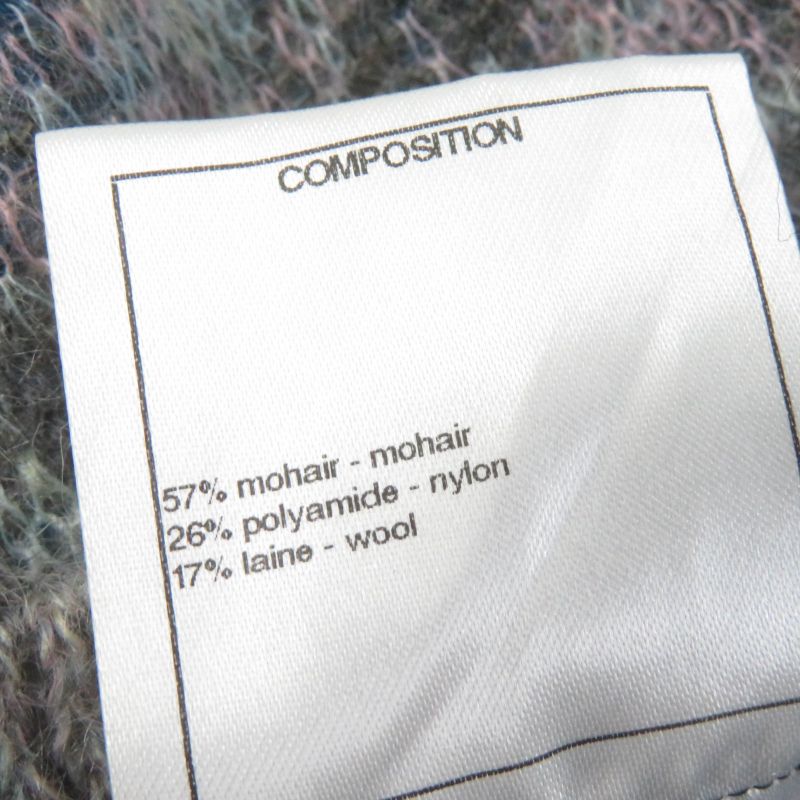 COMPOSITION
57% mohair - mohair
26% polyamide - nylon
17% laine - wool